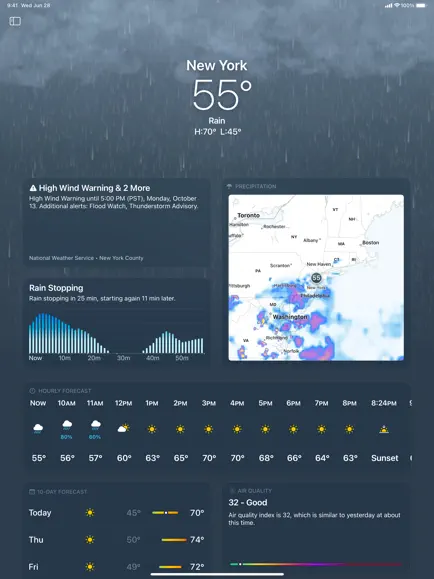 9:41 Wed Jun 28
100%
New York
55°
Rain
H:70° L:45°
High Wind Warning & 2 More
High Wind Warning until 5:00 PM (PST), Monday, October
13. Additional alerts: Flood Watch, Thunderstorm Advisory.
National Weather Service • New York County
Rain Stopping
Rain stopping in 25 min, starting again 11 min later.
Now 10m 20m 30m 40m 50m
PRECIPITATION
VT
Toronto
NH
Hamilton
Rochester
Buffalo
NY
Albany
MA
Boston
CT
RI
Scranton
New Haven
PA
55
New York
Pittsburgh
Harrisburg
Philadelphia
MD
Washington
Richmond
VA
Norfolk
HOURLY FORECAST
Now 10AM 11AM 12PM 1PM 2PM 3PM 4PM 5PM 6PM 7PM 8PM 8:24PM
80% 60%
55° 56° 57° 60° 63° 65° 70° 70° 68° 66° 64° 63° Sunset
10-DAY FORECAST
Today 45° 70°
Thu 50° 74°
Fri 49° 72°
AIR QUALITY
32 - Good
Air quality index is 32, which is similar to yesterday at about
this time.